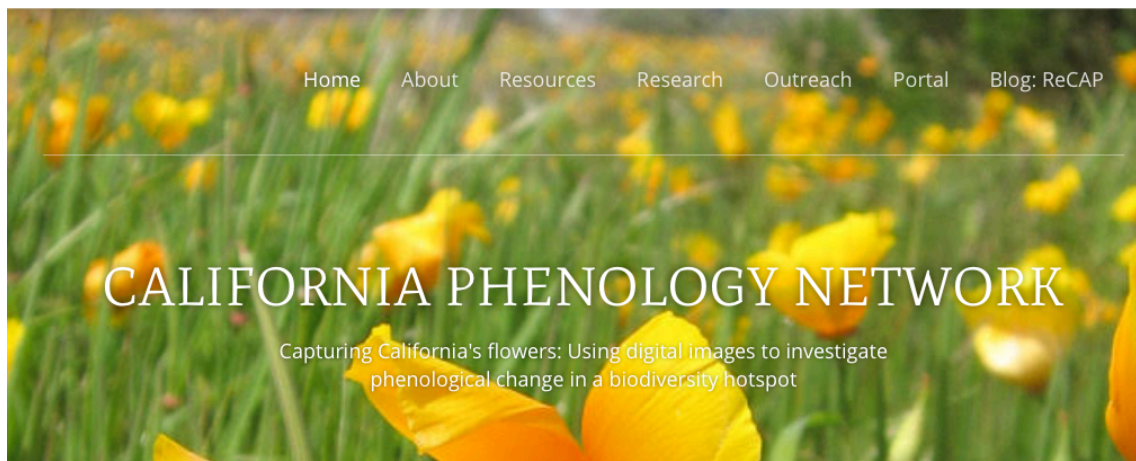 Home About Resources Research Outreach Portal Blog: ReCAP
CALIFORNIA PHENOLOGY NETWORK
Capturing California's flowers: Using digital images to investigate
phenological change in a biodiversity hotspot